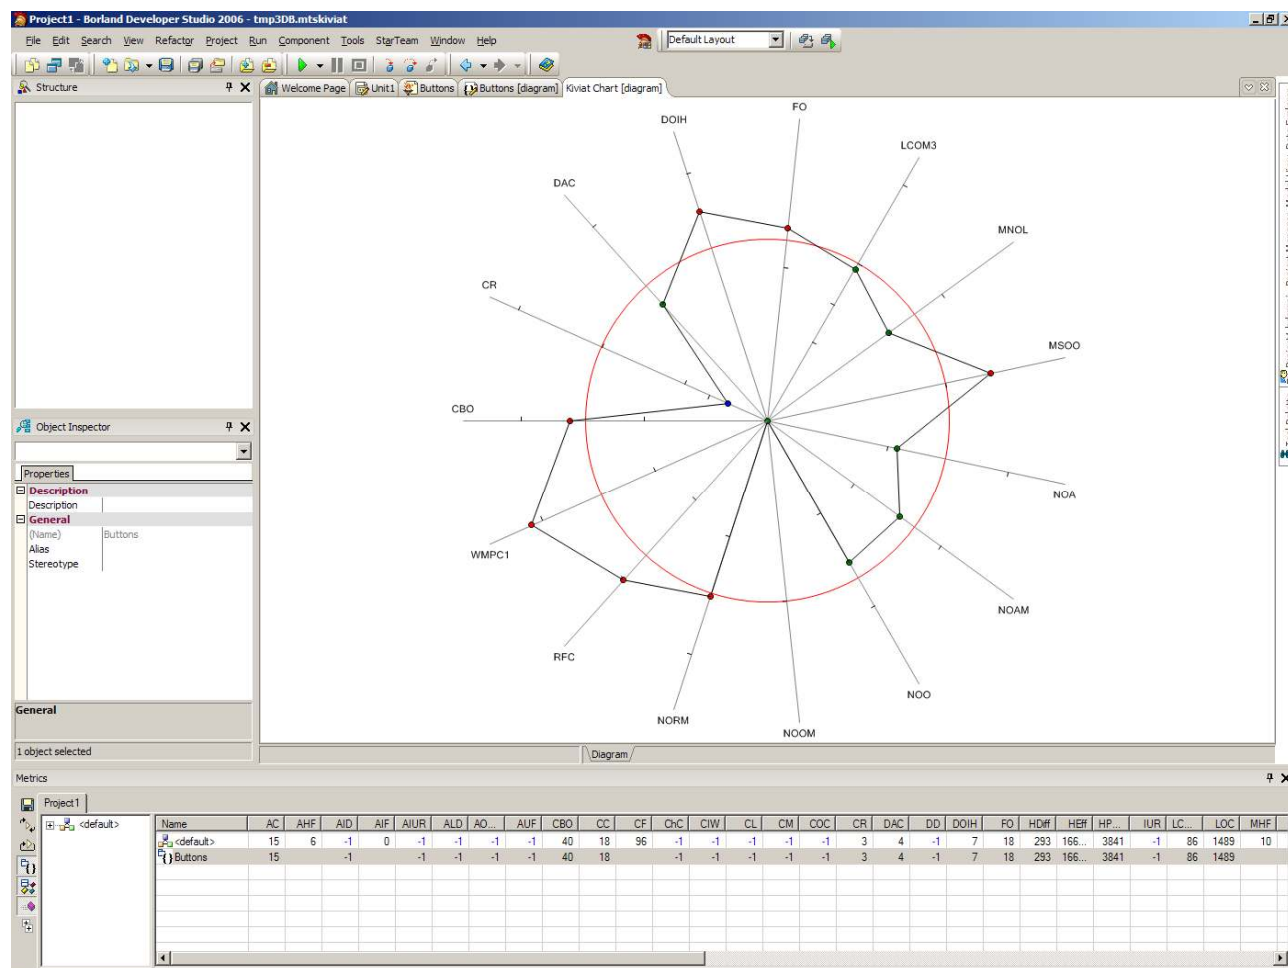 Project1 - Borland Developer Studio 2006 - tmp3DB.mtskiviat
File Edit Search View Refactor Project Run Component Tools StarTeam Window Help
Default Layout
Structure
Welcome Page Unit1 Buttons Buttons [diagram] Kiviat Chart [diagram]
FO
DOIH
LCOM3
DAC
MNOL
CR
MSOO
CBO
NOA
WMPC1
NOAM
RFC
NOO
NORM
NOOM
Object Inspector
Properties
Description
Description
General
(Name) Buttons
Alias
Stereotype
General
1 object selected
Diagram
Metrics
Project1
<default>
Name AC AHF AID AIF AIUR ALD AO... AUF CBO CC CF ChC CIW CL CM COC CR DAC DD DOIH FO HDiff HEff HP... IUR LC... LOC MHF
<default> 15 6 -1 0 -1 -1 -1 -1 40 18 96 -1 -1 -1 -1 -1 3 4 -1 7 18 293 166... 3841 -1 86 1489 10
Buttons 15 -1 -1 -1 -1 -1 40 18 -1 -1 -1 -1 -1 3 4 -1 7 18 293 166... 3841 -1 86 1489